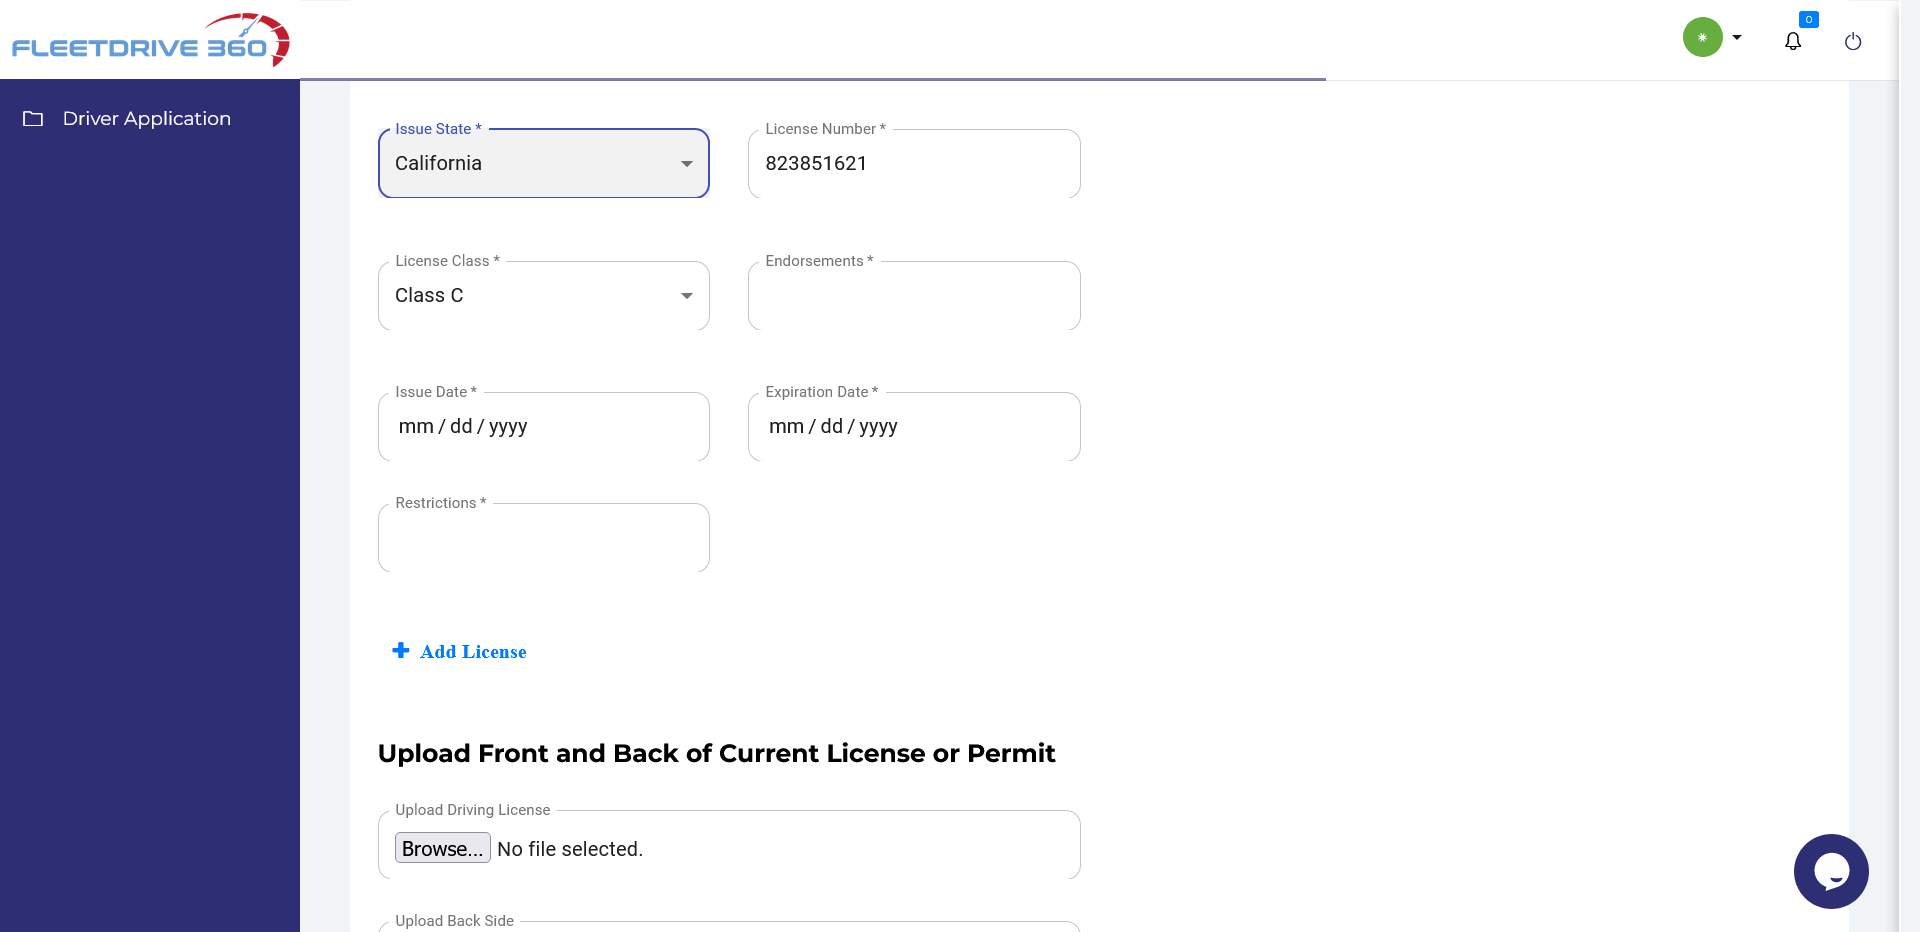 FLEETDRIVE 360
0
Driver Application
Issue State *
California
License Number *
823851621
License Class *
Class C
Endorsements *
Issue Date *
mm / dd / yyyy
Expiration Date *
mm / dd / yyyy
Restrictions *
Add License
Upload Front and Back of Current License or Permit
Upload Driving License
Browse... No file selected.
Upload Back Side